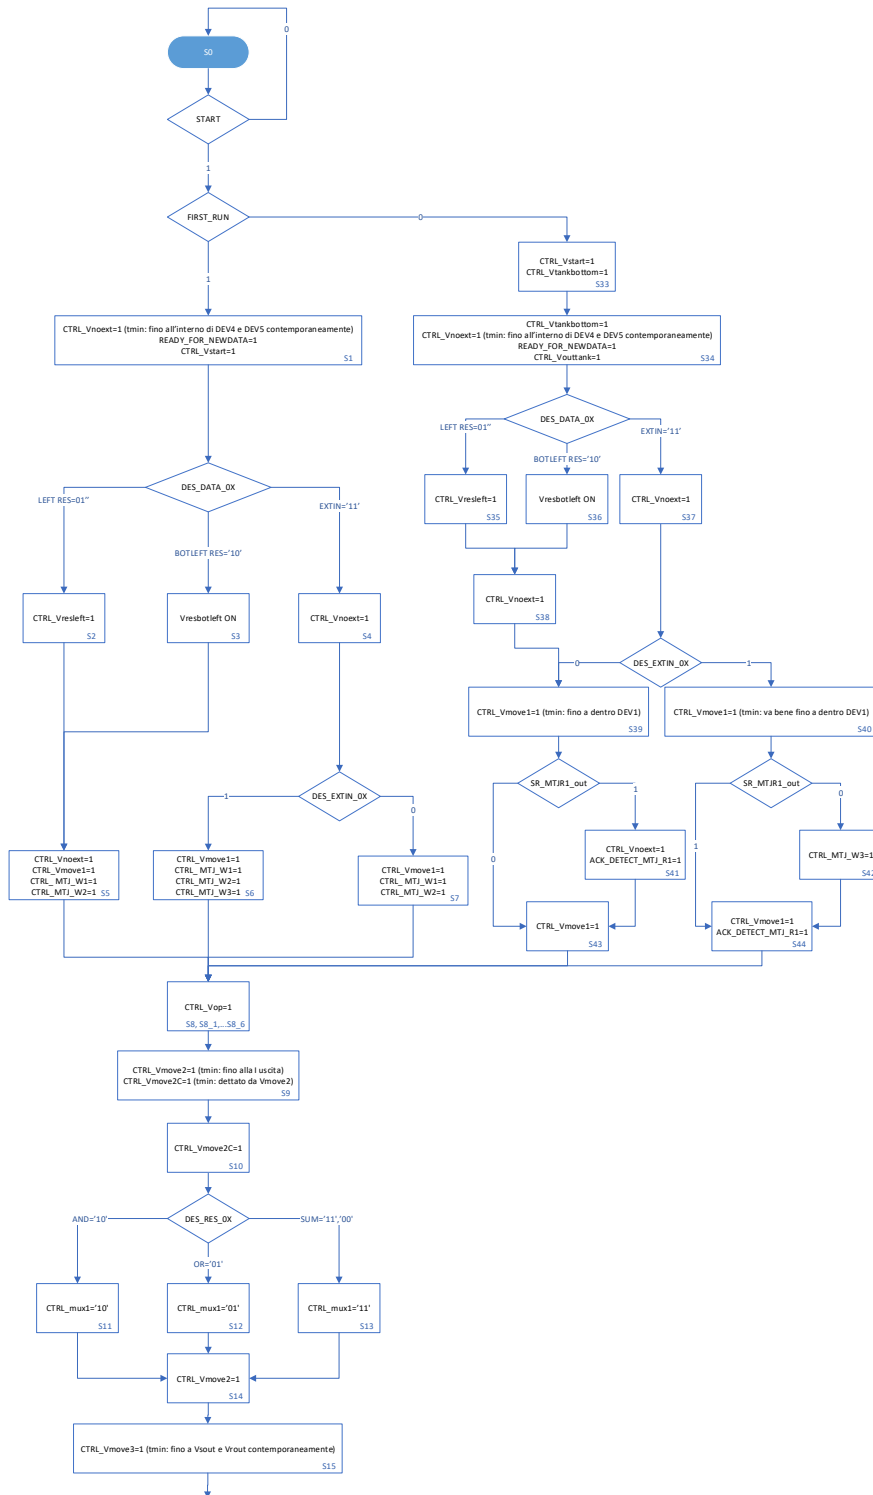 S0
0
START
1
FIRST_RUN
0
1
CTRL_Vstart=1
CTRL_Vtankbottom=1
S33
CTRL_Vnoext=1 (tmin: fino all'interno di DEV4 e DEV5 contemporaneamente)
READY_FOR_NEWDATA=1
CTRL_Vstart=1
S1
CTRL_Vtankbottom=1
CTRL_Vnoext=1 (tmin: fino all'interno di DEV4 e DEV5 contemporaneamente)
READY_FOR_NEWDATA=1
CTRL_Vouttank=1
S34
DES_DATA_0X
LEFT RES=01''
BOTLEFT RES='10'
EXTIN='11'
CTRL_Vresleft=1
S35
Vresbotleft ON
S36
CTRL_Vnoext=1
S37
DES_DATA_0X
LEFT RES=01''
BOTLEFT RES='10'
EXTIN='11'
CTRL_Vresleft=1
S2
Vresbotleft ON
S3
CTRL_Vnoext=1
S4
CTRL_Vnoext=1
S38
DES_EXTIN_0X
0
1
CTRL_Vmove1=1 (tmin: fino a dentro DEV1)
S39
CTRL_Vmove1=1 (tmin: va bene fino a dentro DEV1)
S40
DES_EXTIN_0X
1
0
SR_MTJR1_out
1
0
SR_MTJR1_out
0
1
CTRL_Vnoext=1
ACK_DETECT_MTJ_R1=1
S41
CTRL_MTJ_W3=1
S42
CTRL_Vnoext=1
CTRL_Vmove1=1
CTRL_MTJ_W1=1
CTRL_MTJ_W2=1
S5
CTRL_Vmove1=1
CTRL_MTJ_W1=1
CTRL_MTJ_W2=1
CTRL_MTJ_W3=1
S6
CTRL_Vmove1=1
CTRL_MTJ_W1=1
CTRL_MTJ_W2=1
S7
CTRL_Vmove1=1
S43
CTRL_Vmove1=1
ACK_DETECT_MTJ_R1=1
S44
CTRL_Vop=1
S8, S8_1,...S8_6
CTRL_Vmove2=1 (tmin: fino alla I uscita)
CTRL_Vmove2C=1 (tmin: dettato da Vmove2)
S9
CTRL_Vmove2C=1
S10
DES_RES_0X
AND='10'
OR='01'
SUM='11','00'
CTRL_mux1='10'
S11
CTRL_mux1='01'
S12
CTRL_mux1='11'
S13
CTRL_Vmove2=1
S14
CTRL_Vmove3=1 (tmin: fino a Vsout e Vrout contemporaneamente)
S15